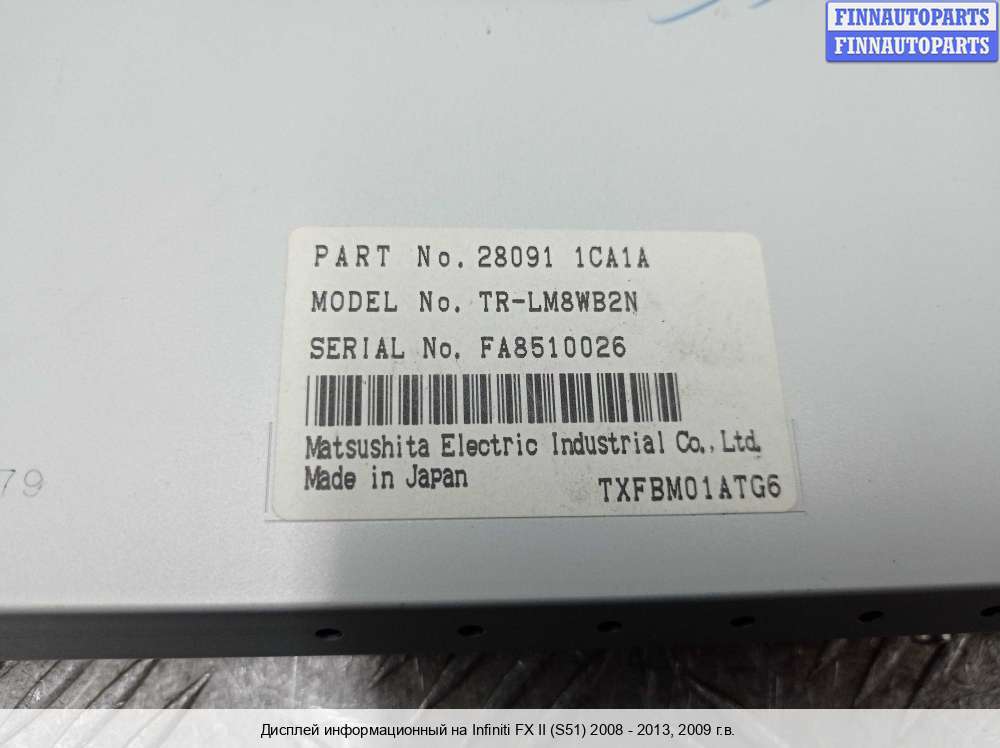 FINNAUTOPARTS
FINNAUTOPARTS
PART No. 28091 1CA1A
MODEL No. TR-LM8WB2N
SERIAL No. FA8510026
Matsushita Electric Industrial Co., Ltd.
Made in Japan
TXFBM01ATG6
79
Дисплей информационный на Infiniti FX II (S51) 2008 - 2013, 2009 г.в.